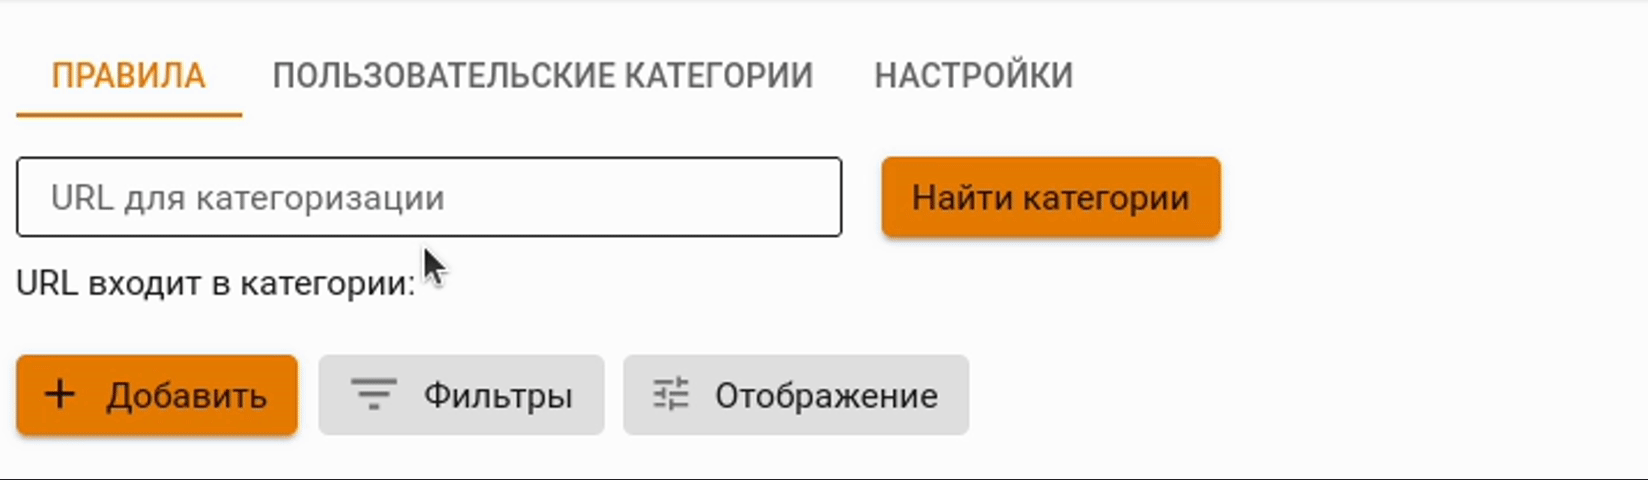 ПРАВИЛА ПОЛЬЗОВАТЕЛЬСКИЕ КАТЕГОРИИ НАСТРОЙКИ
URL для категоризации Найти категории
URL входит в категории:
Добавить Фильтры Отображение